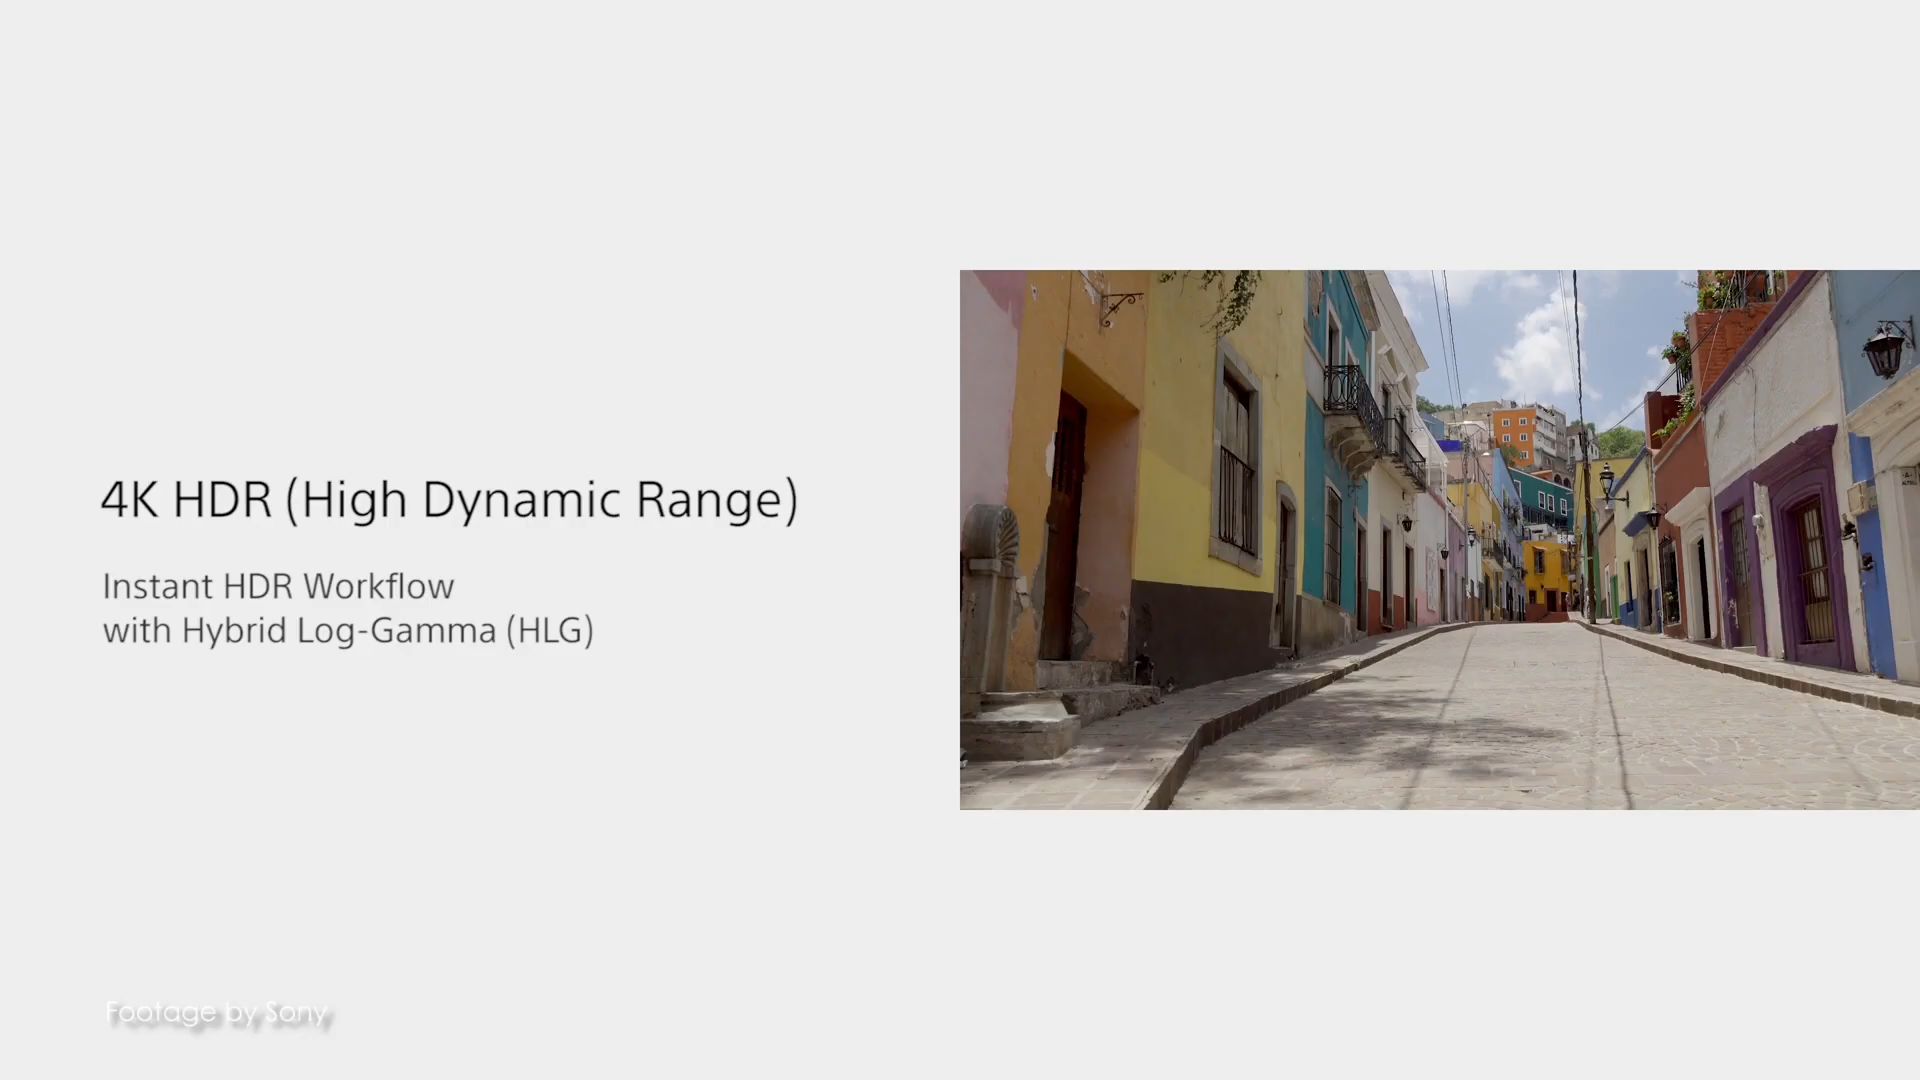 4K HDR (High Dynamic Range)
Instant HDR Workflow
with Hybrid Log-Gamma (HLG)
Footage by Sony